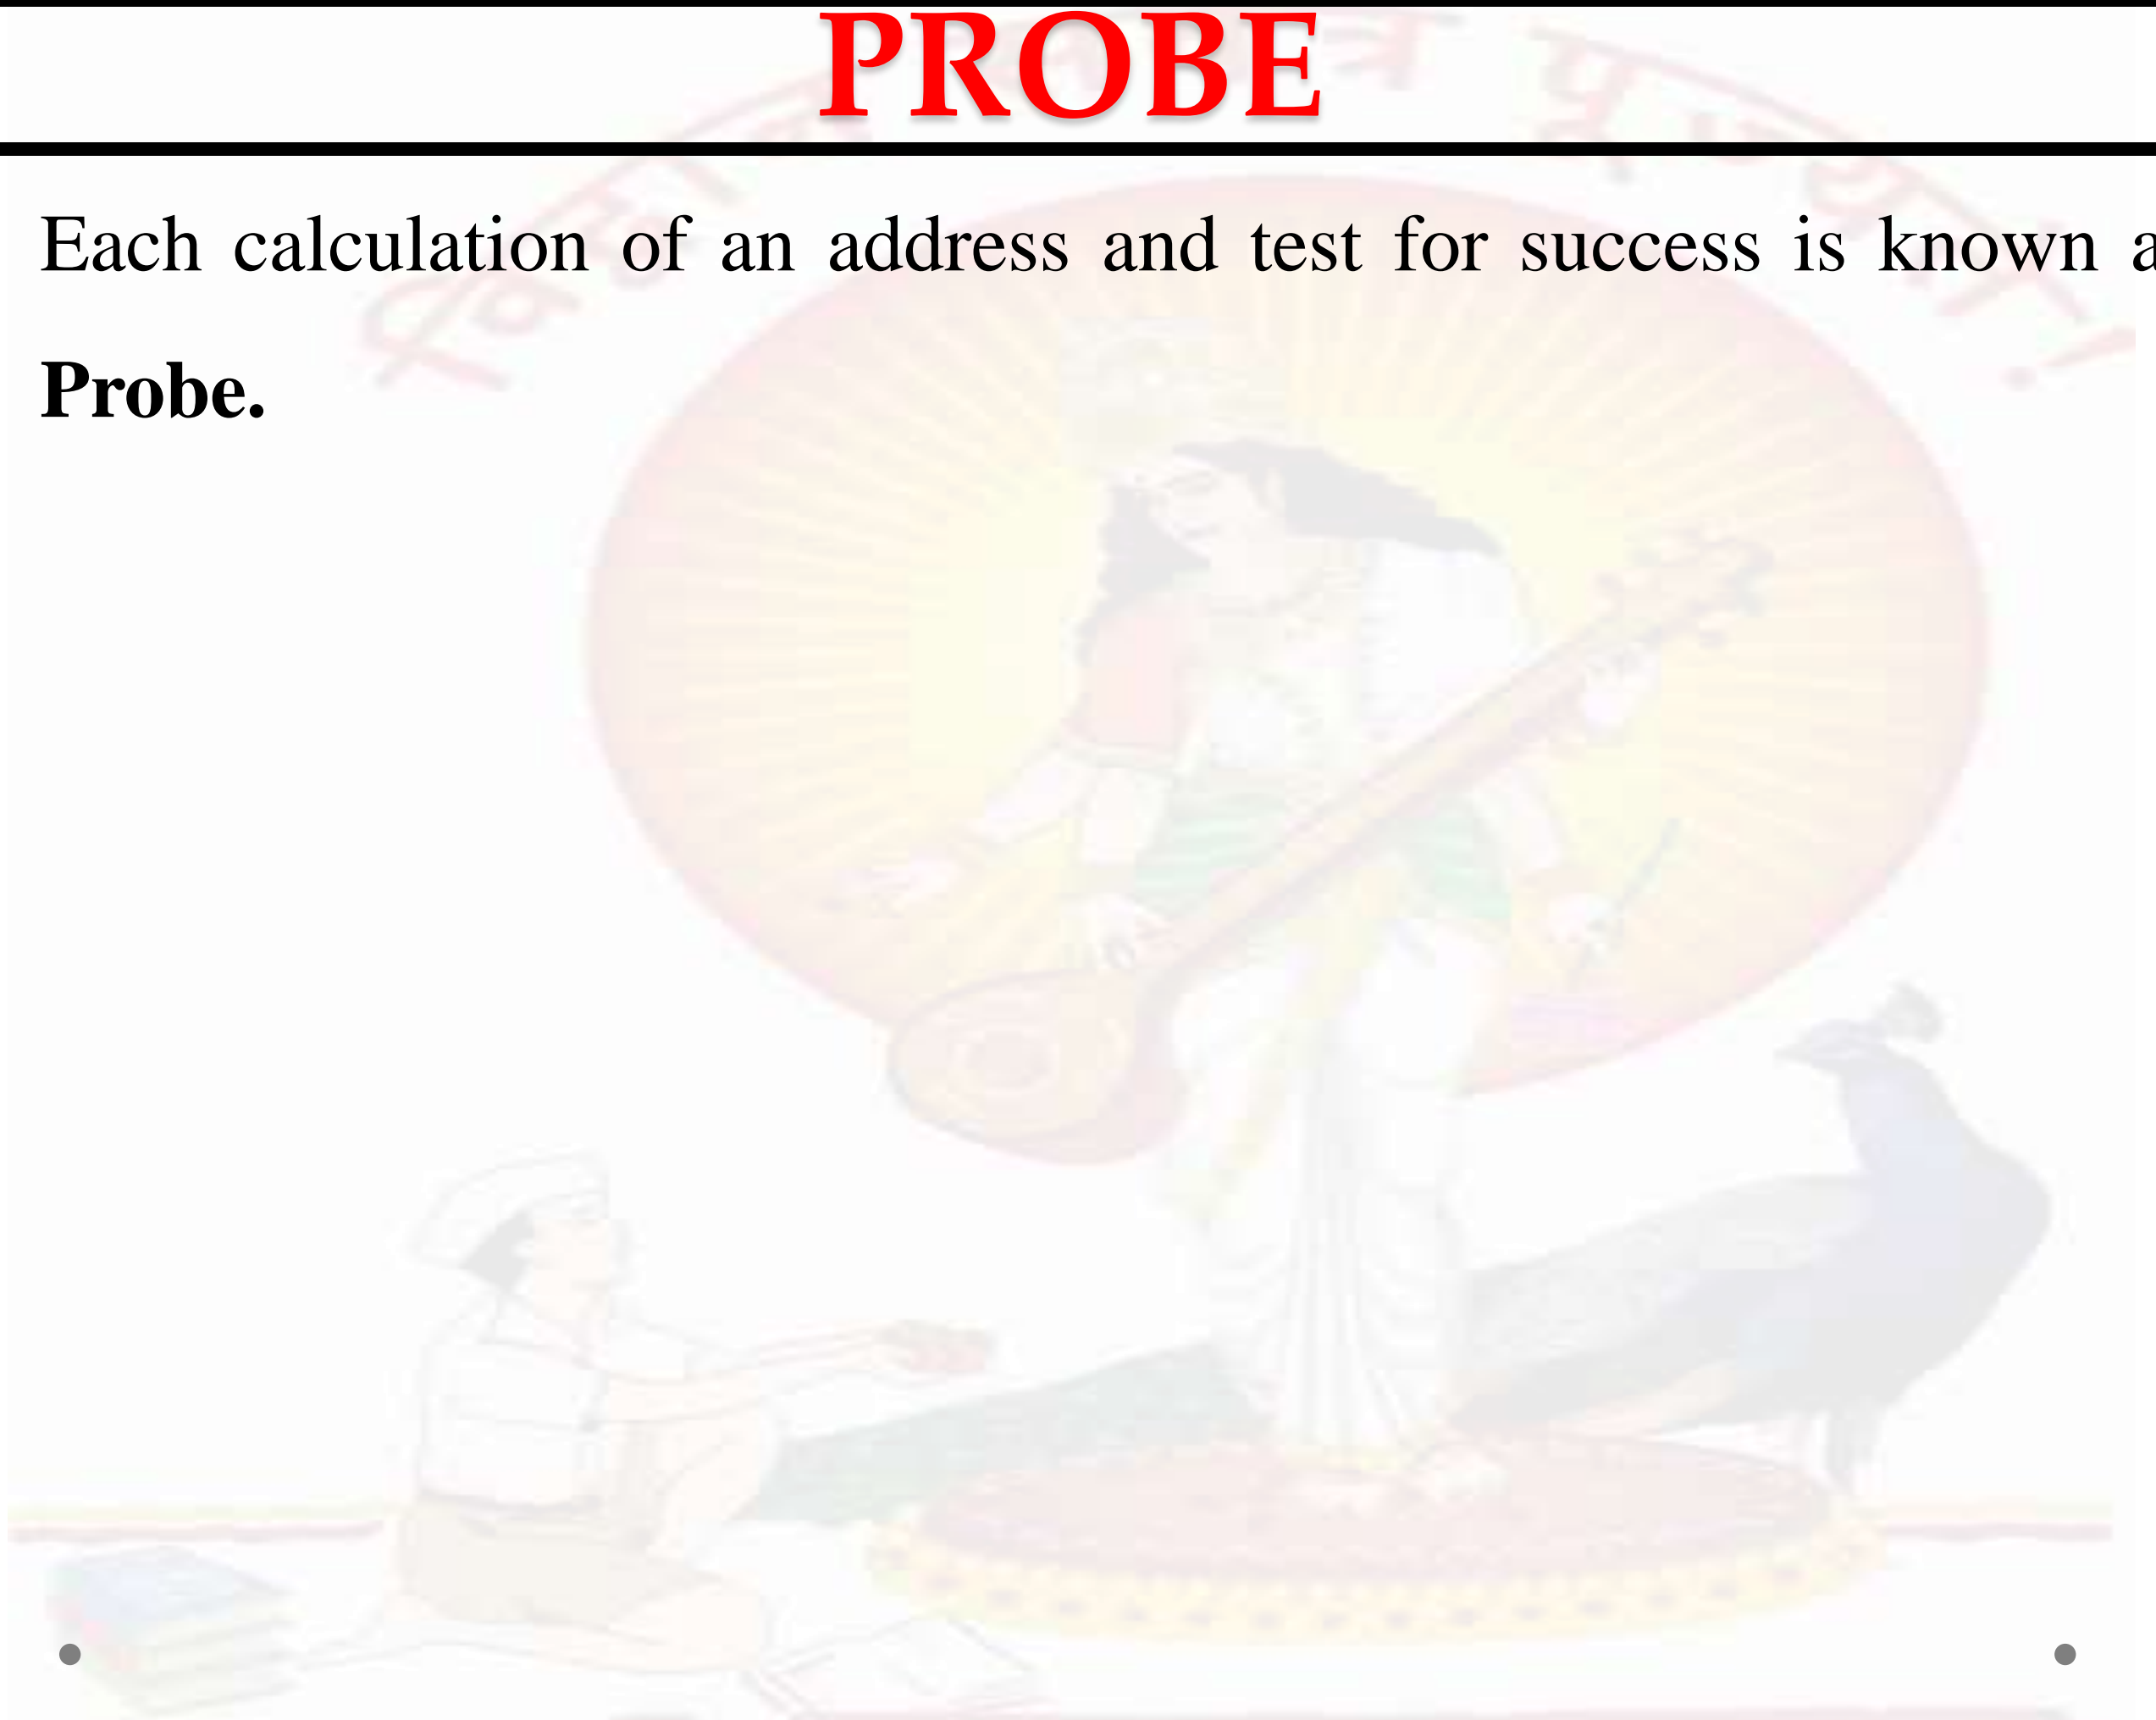 PROBE
Each calculation of an address and test for success is known a
Probe.